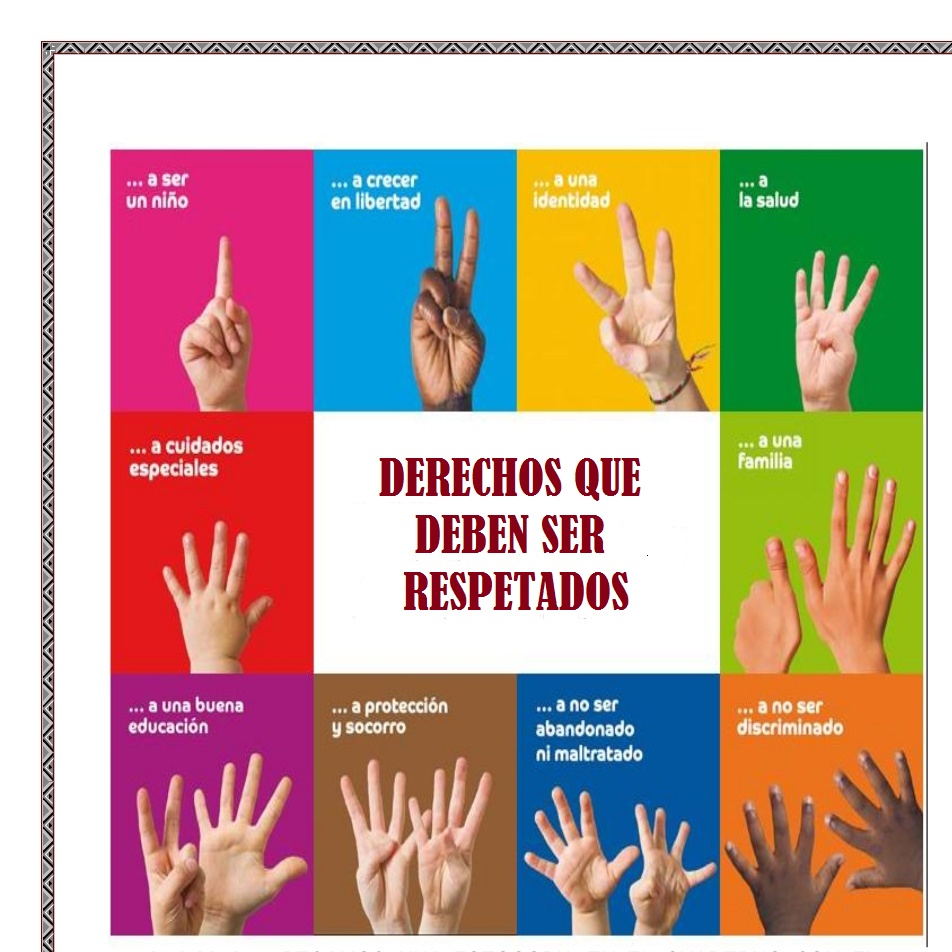 ... a ser
un niño
... a crecer
en libertad
... a una
identidad
... a
la salud
... a cuidados
especiales
DERECHOS QUE
DEBEN SER
RESPETADOS
... a una
familia
... a una buena
educación
... a protección
y socorro
... a no ser
abandonado
ni maltratado
... a no ser
discriminado